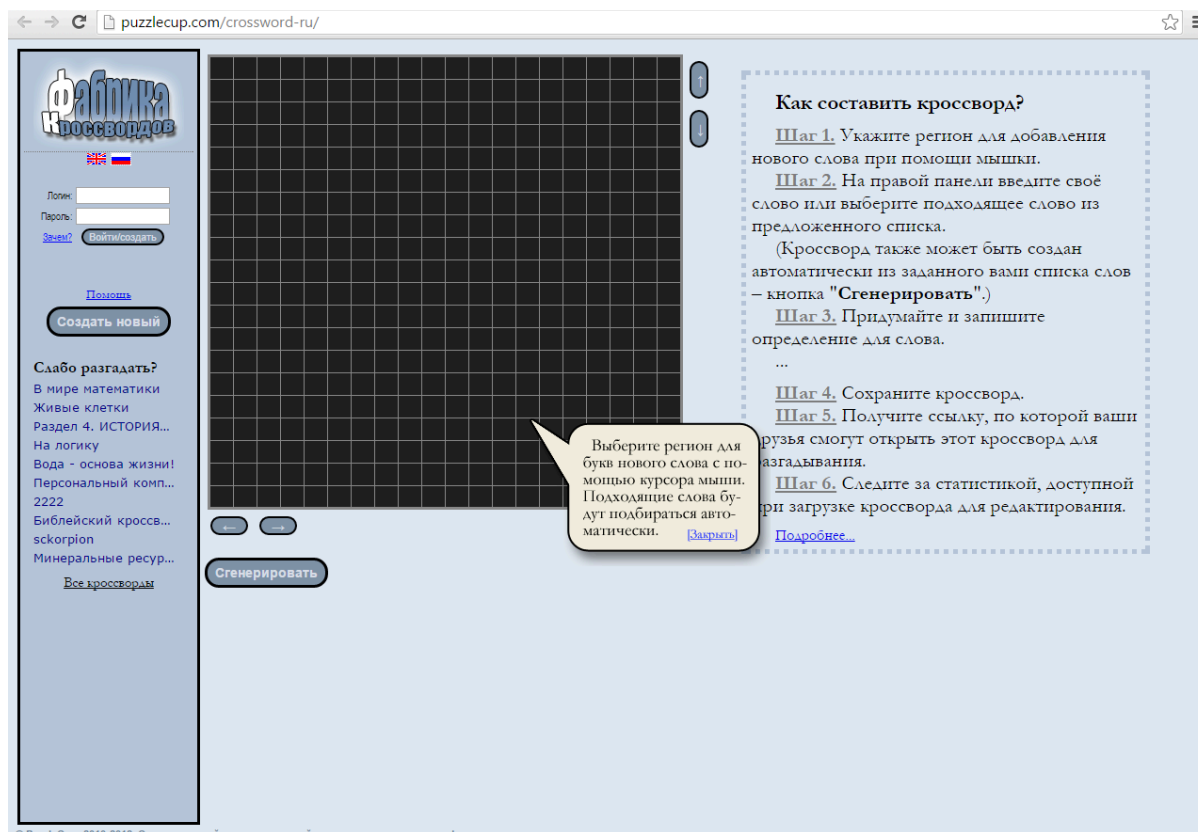 puzzlecup.com/crossword-ru/
Фабрика
Кроссвордов
Логин:
Пароль:
Зачем? Войти/создать
Помощь
Создать новый
Слабо разгадать?
В мире математики
Живые клетки
Раздел 4. ИСТОРИЯ...
На логику
Вода - основа жизни!
Персональный комп...
2222
Библейский кроссв...
sckorpion
Минеральные ресур...
Все кроссворды
↑
↓
← →
Сгенерировать
Выберите регион для
букв нового слова с по-
мощью курсора мыши.
Подходящие слова бу-
дут подбираться авто-
матически. [Закрыть]
Как составить кроссворд?
Шаг 1. Укажите регион для добавления
нового слова при помощи мышки.
Шаг 2. На правой панели введите своё
слово или выберите подходящее слово из
предложенного списка.
(Кроссворд также может быть создан
автоматически из заданного вами списка слов
– кнопка "Сгенерировать".)
Шаг 3. Придумайте и запишите
определение для слова.
...
Шаг 4. Сохраните кроссворд.
Шаг 5. Получите ссылку, по которой ваши
друзья смогут открыть этот кроссворд для
разгадывания.
Шаг 6. Следите за статистикой, доступной
при загрузке кроссворда для редактирования.
Подробнее...